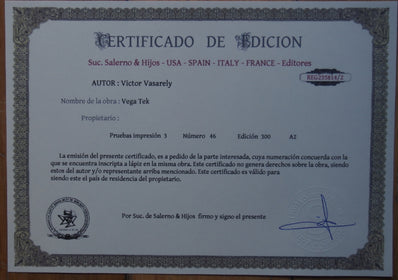 CERTIFICADO DE EDICION
Suc. Salerno & Hijos - USA - SPAIN - ITALY - FRANCE - Editores
AUTOR : Victor Vasarely
Nombre de la obra : Vega Tek
Propietario :
Pruebas impresión 3 Número 46 Edición 300 A2
La emisión del presente certificado, es a pedido de la parte interesada, cuya numeración concuerda con la
que se encuentra inscripta a lápiz en la misma obra. Este certificado no genera derechos sobre la obra, siendo
estos del autor y/o representante arriba mencionado. Este certificado es válido para
siendo este el país de residencia del propietario.
Por Suc. de Salerno & Hijos firmo y signo el presente